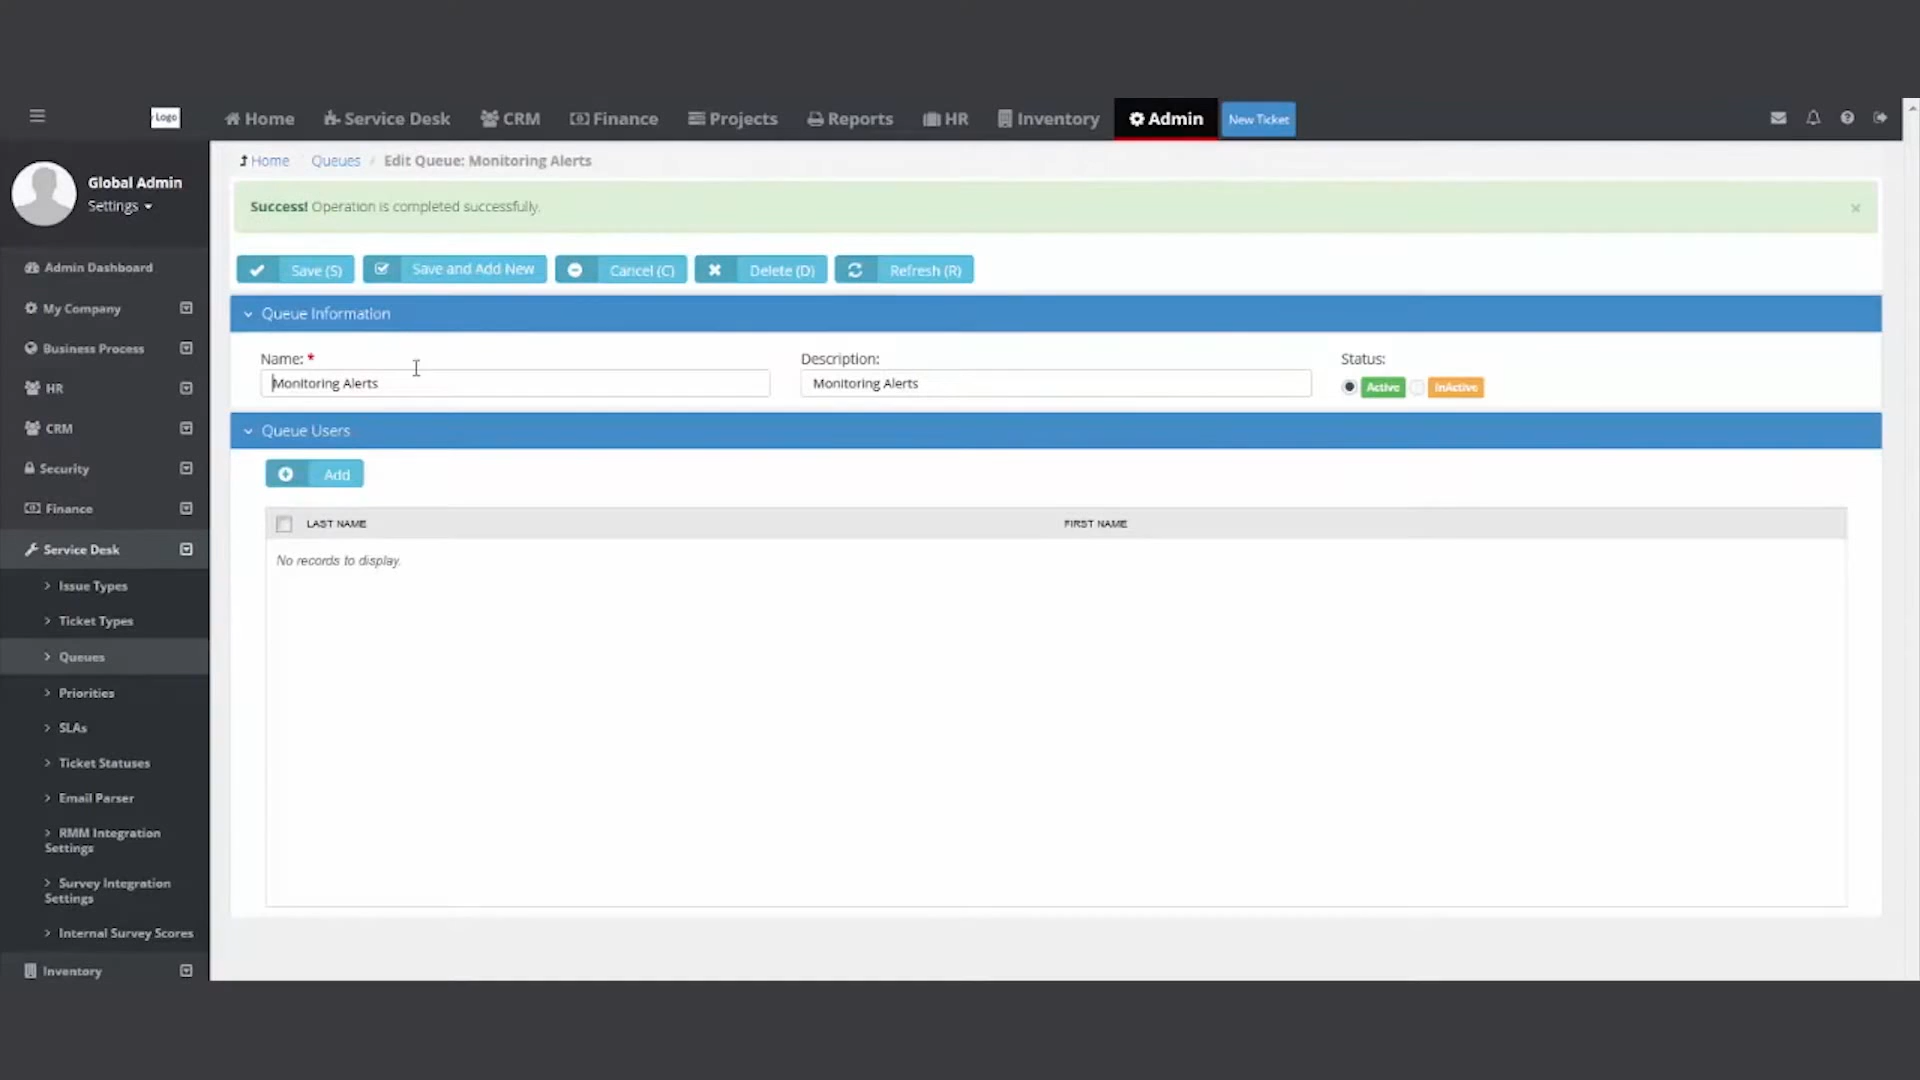 Logo
Home Service Desk CRM Finance Projects Reports HR Inventory Admin New Ticket
Home Queues / Edit Queue: Monitoring Alerts
Global Admin
Settings
Success! Operation is completed successfully.
×
Save (S) Save and Add New Cancel (C) Delete (D) Refresh (R)
Queue Information
Name: * Description: Status:
Monitoring Alerts Monitoring Alerts Active InActive
Queue Users
Add
LAST NAME FIRST NAME
No records to display.
Admin Dashboard
My Company
Business Process
HR
CRM
Security
Finance
Service Desk
> Issue Types
> Ticket Types
> Queues
> Priorities
> SLAs
> Ticket Statuses
> Email Parser
> RMM Integration
Settings
> Survey Integration
Settings
> Internal Survey Scores
Inventory